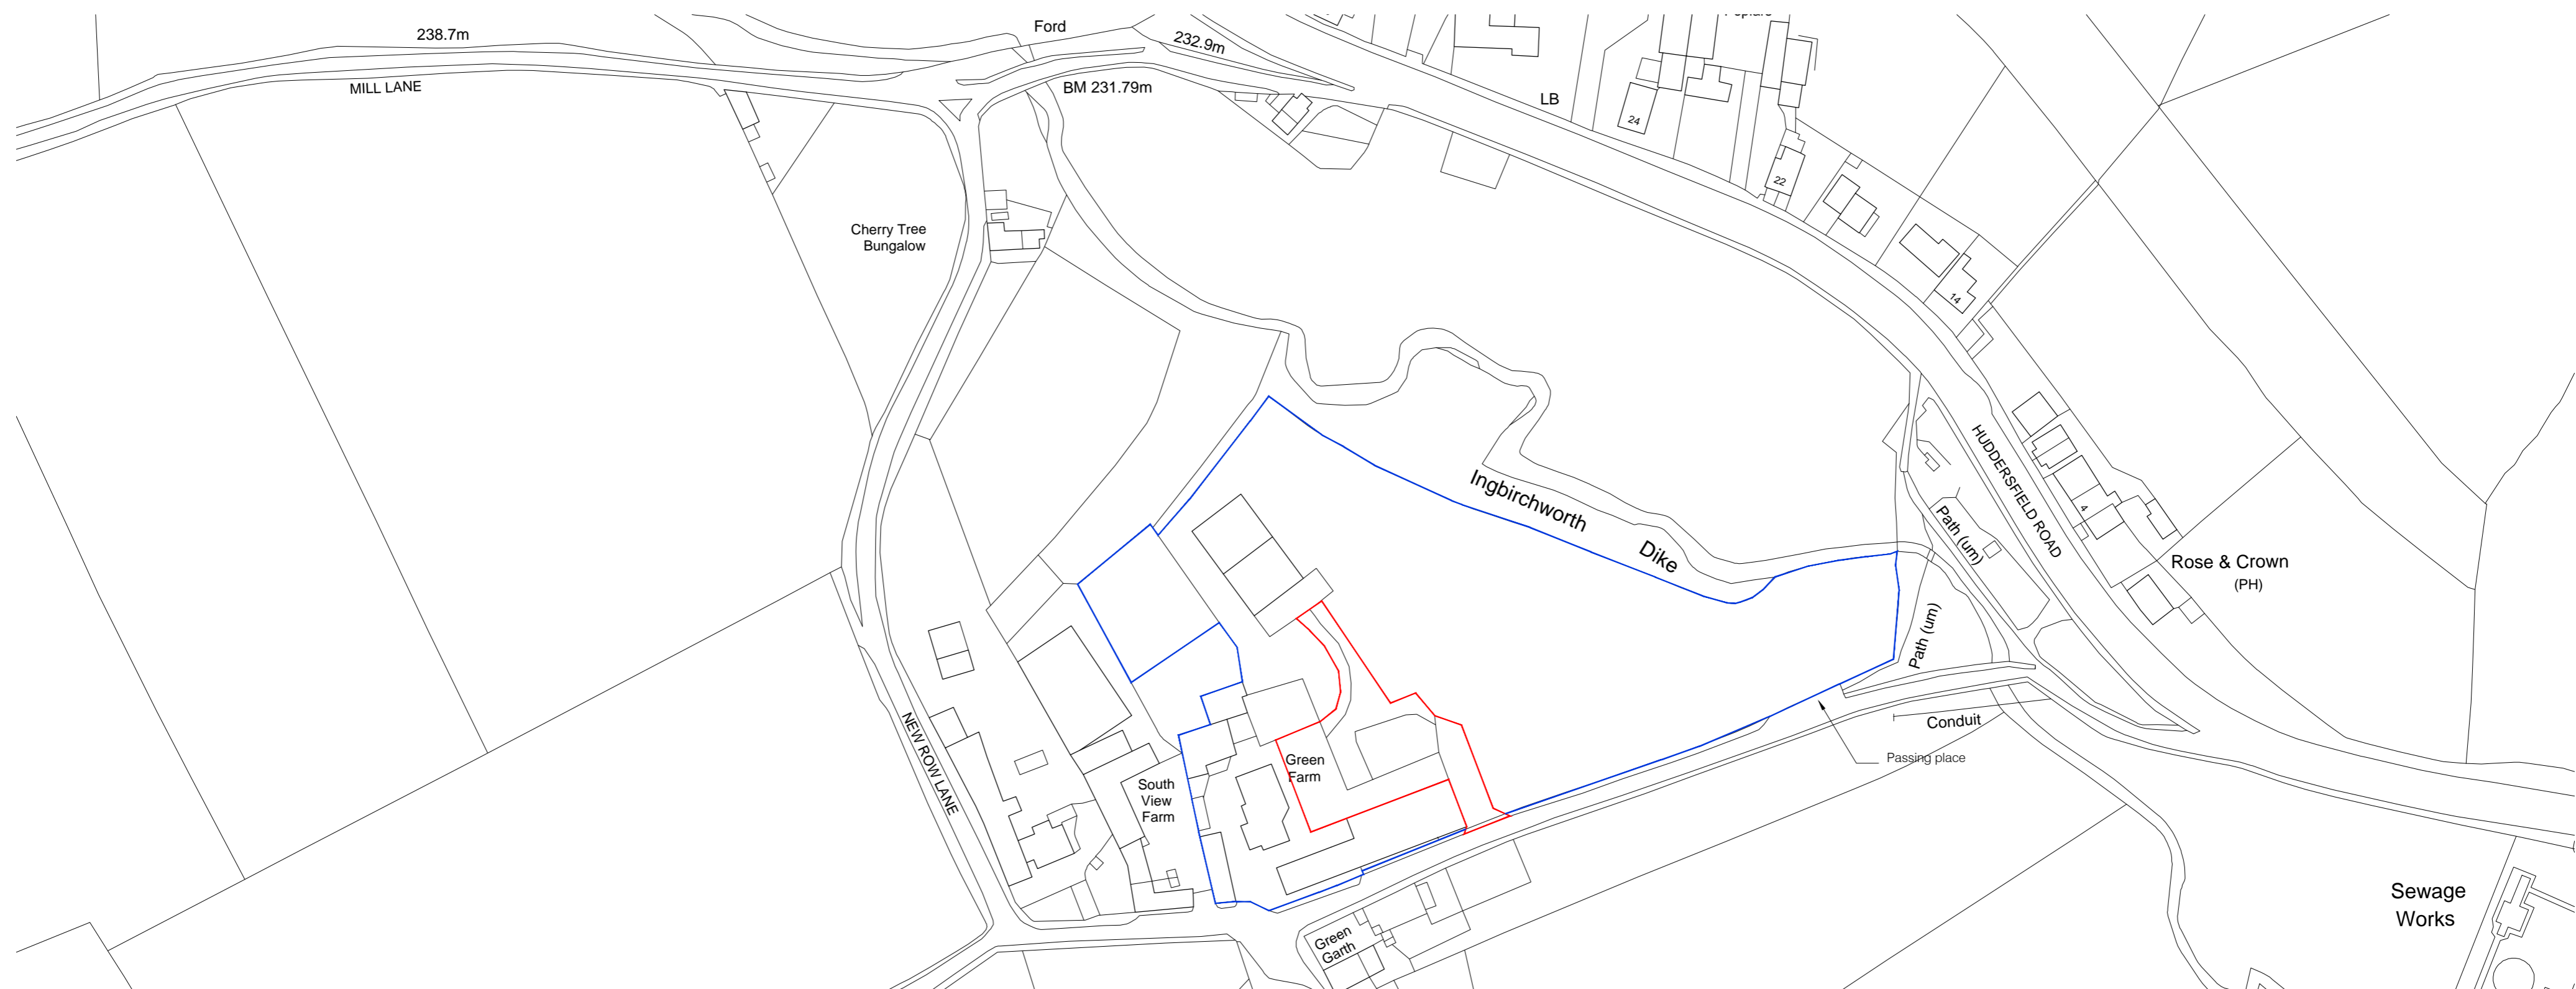 238.7m
MILL LANE
Ford
232.9m
BM 231.79m
LB
24
22
14
Cherry Tree
Bungalow
HUDDERSFIELD ROAD
4
Rose & Crown
(PH)
Ingbirchworth
Dike
Path (um)
Path (um)
Conduit
Passing place
NEW ROW LANE
South
View
Farm
Green
Farm
Green
Garth
Sewage
Works